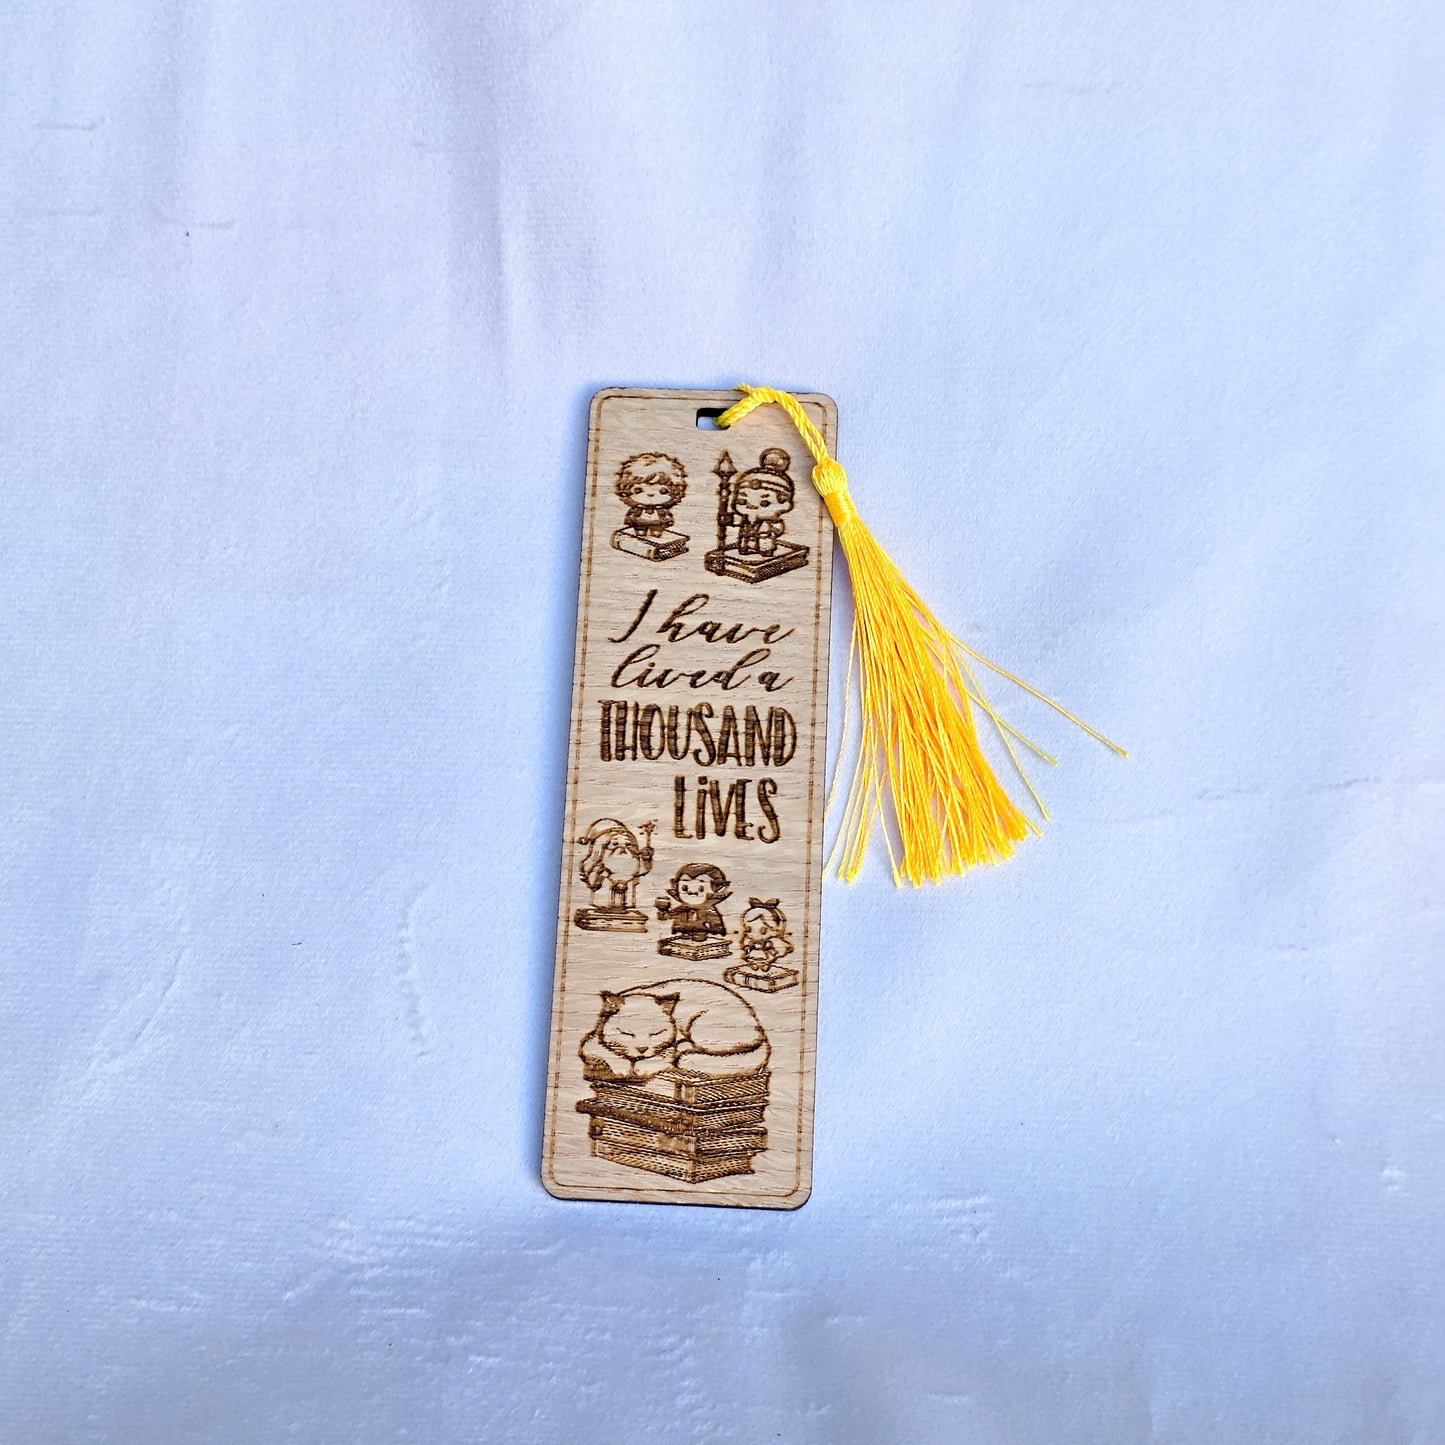 I have
lived a
THOUSAND
LiVES